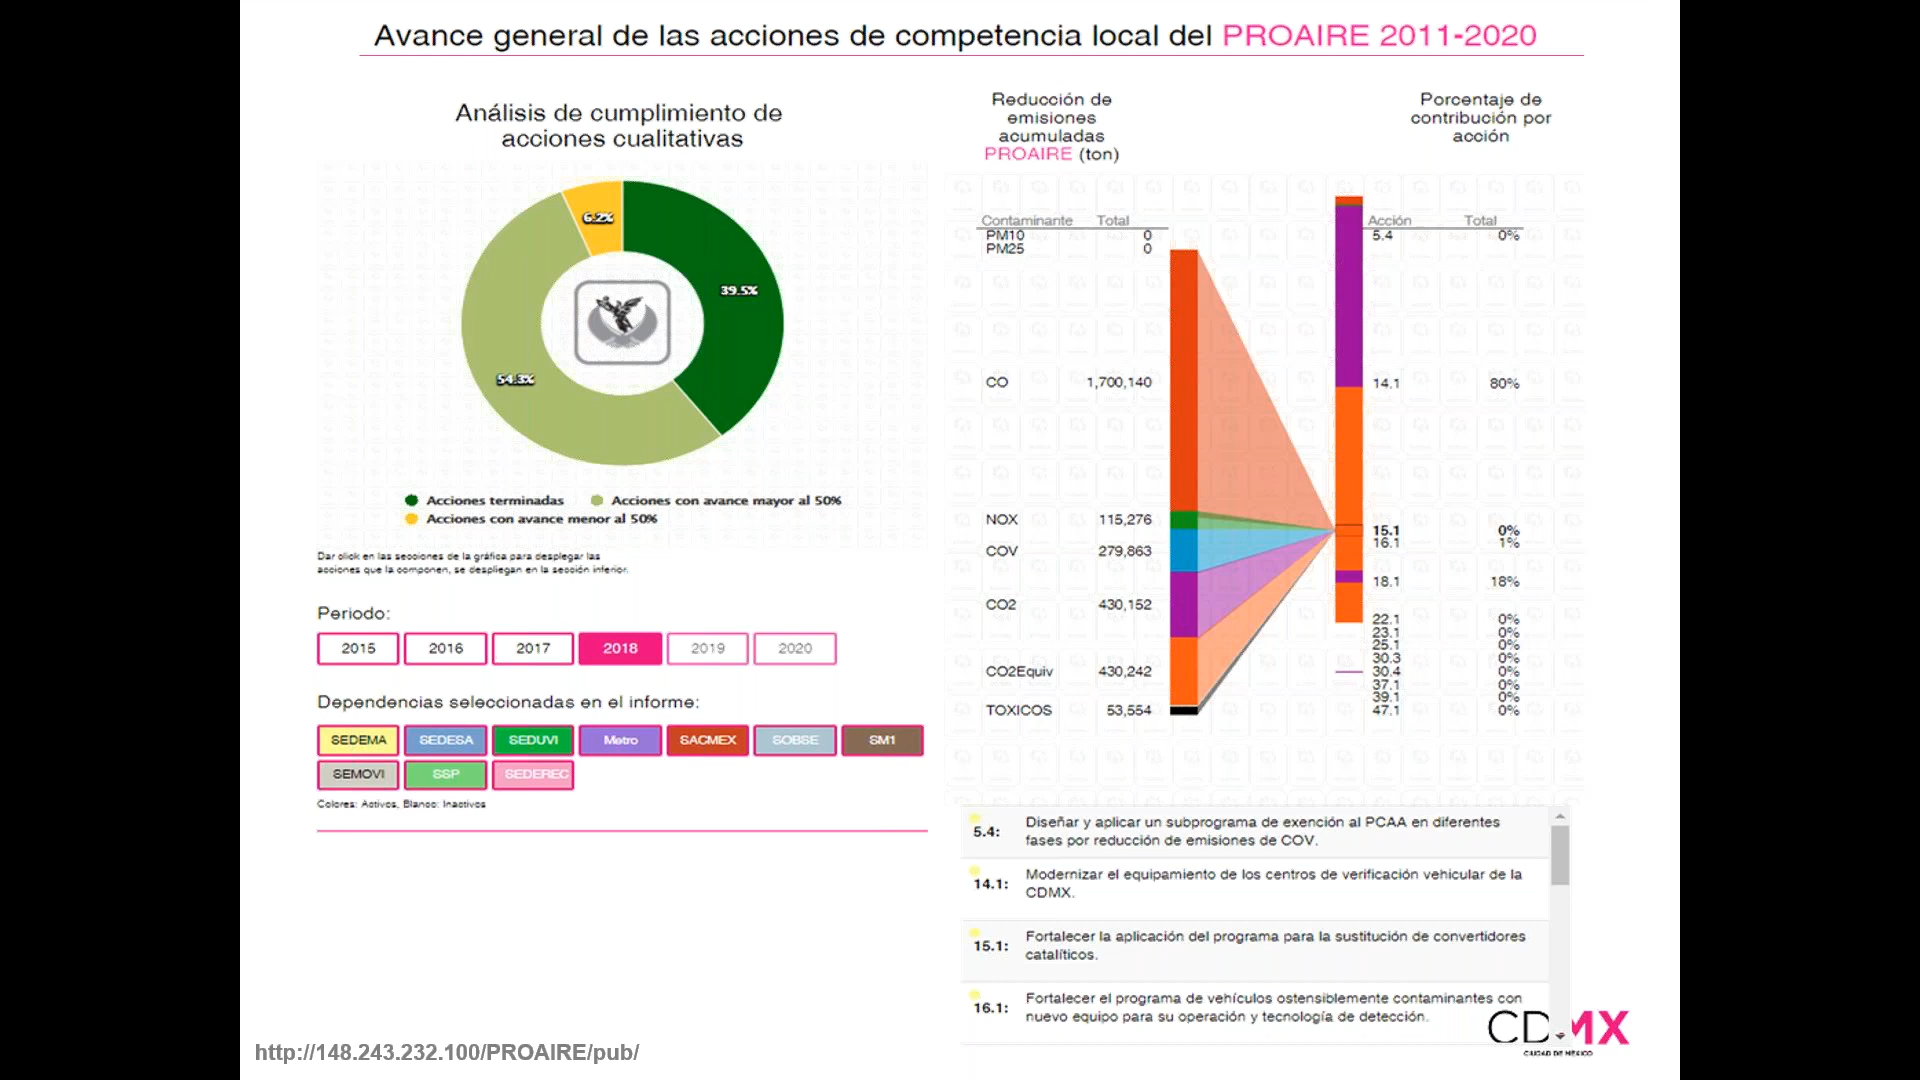 Avance general de las acciones de competencia local del PROAIRE 2011-2020
Análisis de cumplimiento de
acciones cualitativas
6.2%
39.5%
54.3%
Acciones terminadas
Acciones con avance mayor al 50%
Acciones con avance menor al 50%
Dar click en las secciones de la gráfica para desplegar las
acciones que la componen, se despliegan en la sección inferior.
Periodo:
2015 2016 2017 2018 2019 2020
Dependencias seleccionadas en el informe:
SEDEMA SEDESA SEDUVI Metro SACMEX SOBSE SM1
SEMOVI SSP SEDEREC
Colores: Activos, Blanco: Inactivos
Reducción de
emisiones
acumuladas
PROAIRE (ton)
Contaminante Total
PM10 0
PM25 0
CO 1,700,140
NOX 115,276
COV 279,863
CO2 430,152
CO2Equiv 430,242
TOXICOS 53,554
Porcentaje de
contribución por
acción
Acción Total
5.4 0%
14.1 80%
15.1 0%
16.1 1%
18.1 18%
22.1 0%
23.1 0%
25.1 0%
30.3 0%
30.4 0%
37.1 0%
39.1 0%
47.1 0%
5.4: Diseñar y aplicar un subprograma de exención al PCAA en diferentes
fases por reducción de emisiones de COV.
14.1: Modernizar el equipamiento de los centros de verificación vehicular de la
CDMX.
15.1: Fortalecer la aplicación del programa para la sustitución de convertidores
catalíticos.
16.1: Fortalecer el programa de vehículos ostensiblemente contaminantes con
nuevo equipo para su operación y tecnología de detección.
CDMX
CIUDAD DE MÉXICO
http://148.243.232.100/PROAIRE/pub/